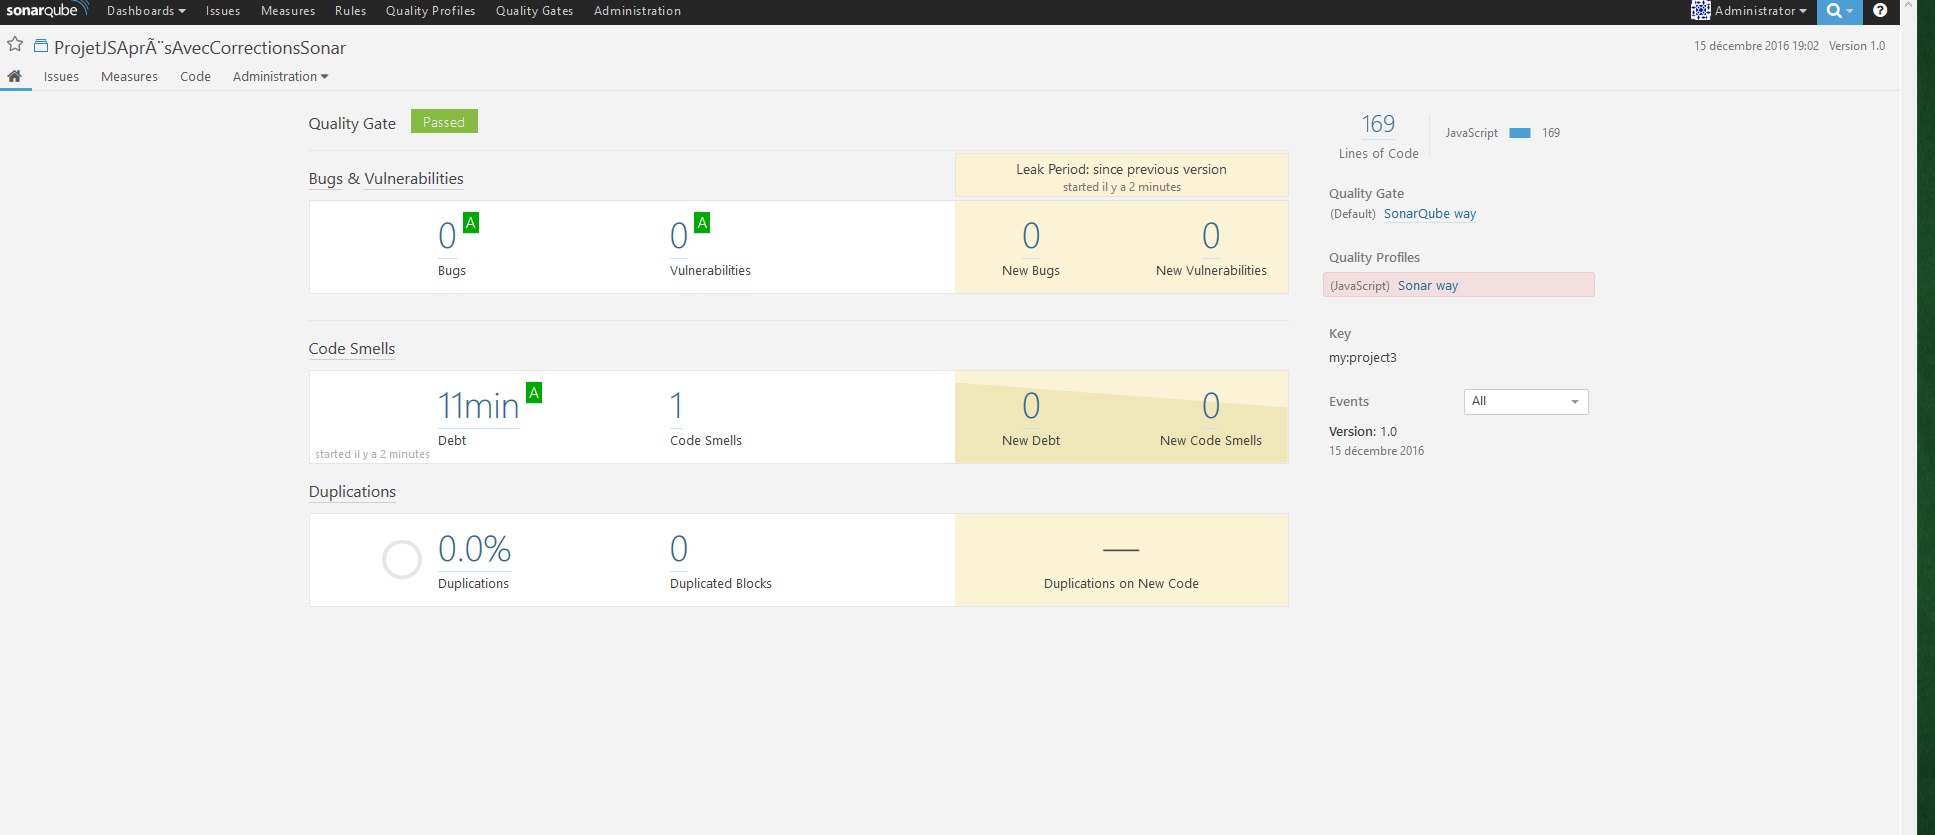 sonarqube Dashboards Issues Measures Rules Quality Profiles Quality Gates Administration Administrator
ProjetJSAprÃ¨sAvecCorrectionsSonar
15 décembre 2016 19:02 Version 1.0
Issues Measures Code Administration
Quality Gate Passed
Leak Period: since previous version
started il y a 2 minutes
Bugs & Vulnerabilities
0 A
Bugs
0 A
Vulnerabilities
0
New Bugs
0
New Vulnerabilities
Code Smells
11min A
Debt
started il y a 2 minutes
1
Code Smells
0
New Debt
0
New Code Smells
Duplications
0.0%
Duplications
0
Duplicated Blocks
—
Duplications on New Code
169
Lines of Code
JavaScript 169
Quality Gate
(Default) SonarQube way
Quality Profiles
(JavaScript) Sonar way
Key
my:project3
Events All
Version: 1.0
15 décembre 2016